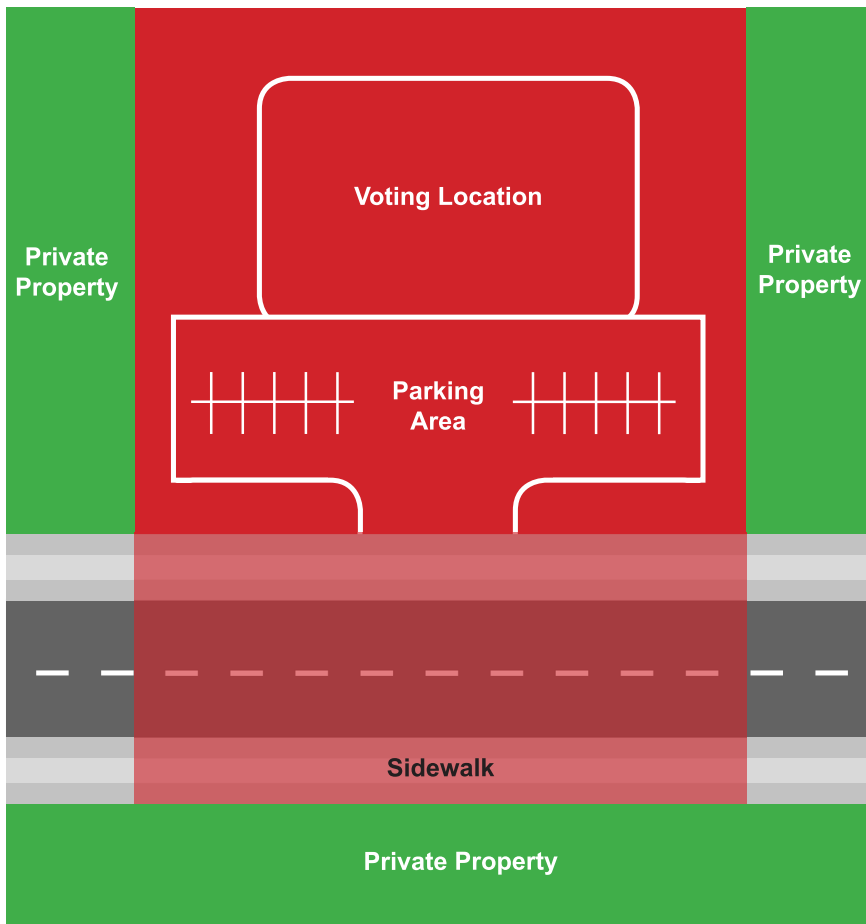 Voting Location
Private
Property
Private
Property
Parking
Area
Sidewalk
Private Property